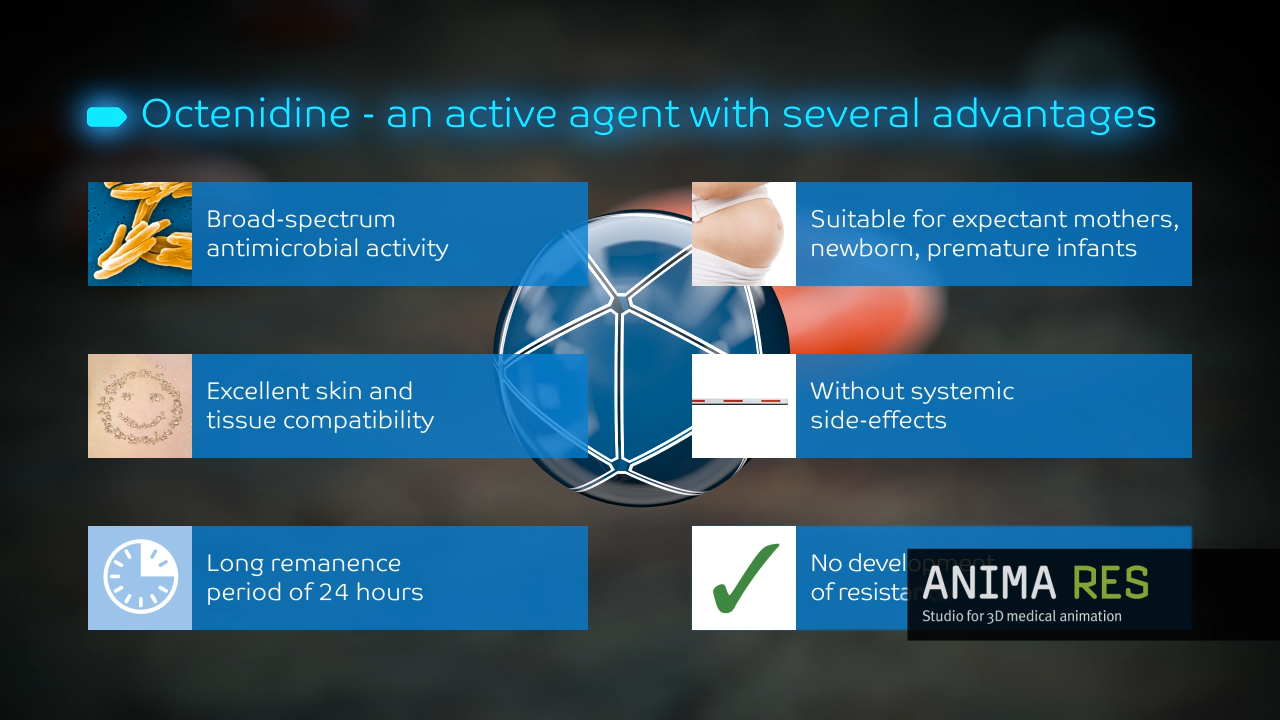 Octenidine - an active agent with several advantages
Broad-spectrum
antimicrobial activity
Suitable for expectant mothers,
newborn, premature infants
Excellent skin and
tissue compatibility
Without systemic
side-effects
Long remanence
period of 24 hours
No development
of
ANIMA RES
Studio for 3D medical animation